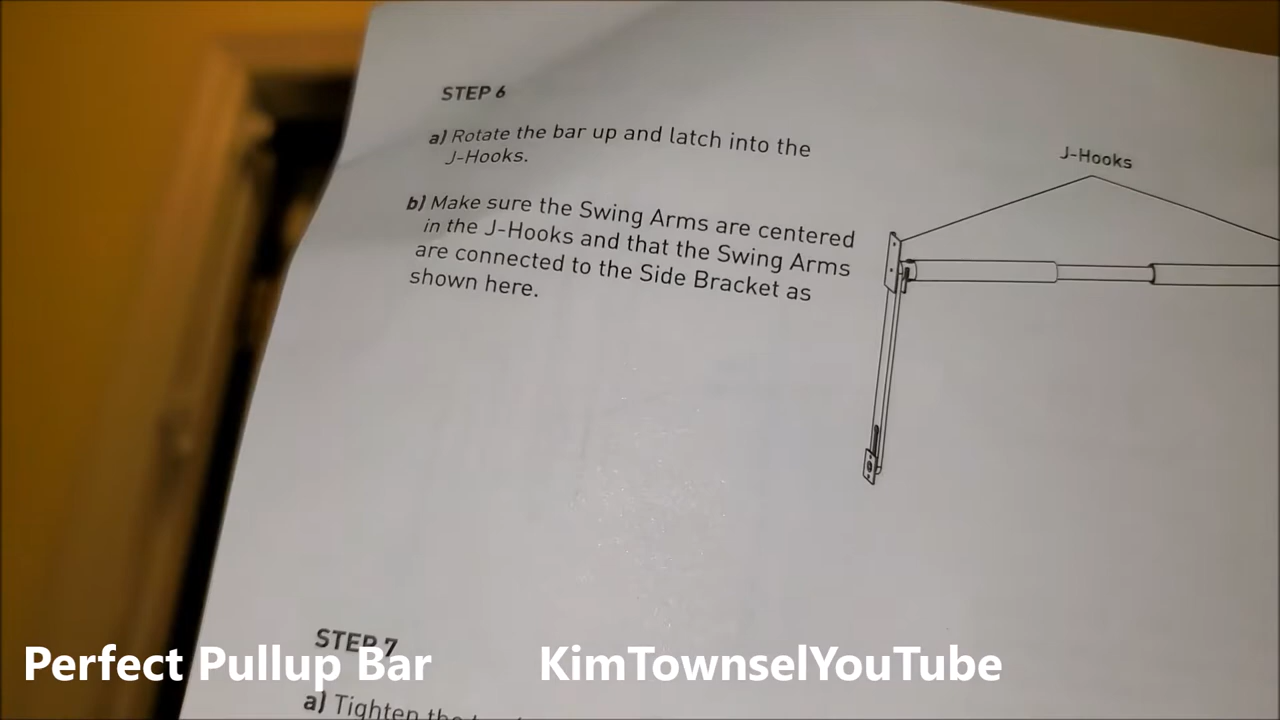 STEP 6
a) Rotate the bar up and latch into the
J-Hooks.
b) Make sure the Swing Arms are centered
in the J-Hooks and that the Swing Arms
are connected to the Side Bracket as
shown here.
J-Hooks
STEP 7
a) Tighten the
Perfect Pullup Bar
KimTownselYouTube